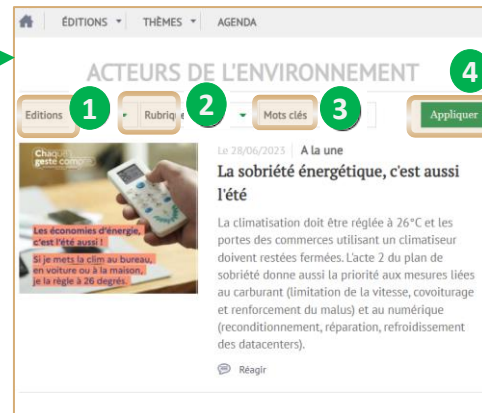 ÉDITIONS THÈMES AGENDA
ACTEURS DE L'ENVIRONNEMENT
4
Editions 1 Rubriq 2 Mots clés 3 Appliquer
Chaque
geste compte
Les économies d'énergie,
c'est l'été aussi !
Si je mets la clim au bureau,
en voiture ou à la maison,
je la règle à 26 degrés.
Le 28/06/2023 A la une
La sobriété énergétique, c'est aussi
l'été
La climatisation doit être réglée à 26°C et les
portes des commerces utilisant un climatiseur
doivent restées fermées. L'acte 2 du plan de
sobriété donne aussi la priorité aux mesures liées
au carburant (limitation de la vitesse, covoiturage
et renforcement du malus) et au numérique
(reconditionnement, réparation, refroidissement
des datacenters).
Réagir